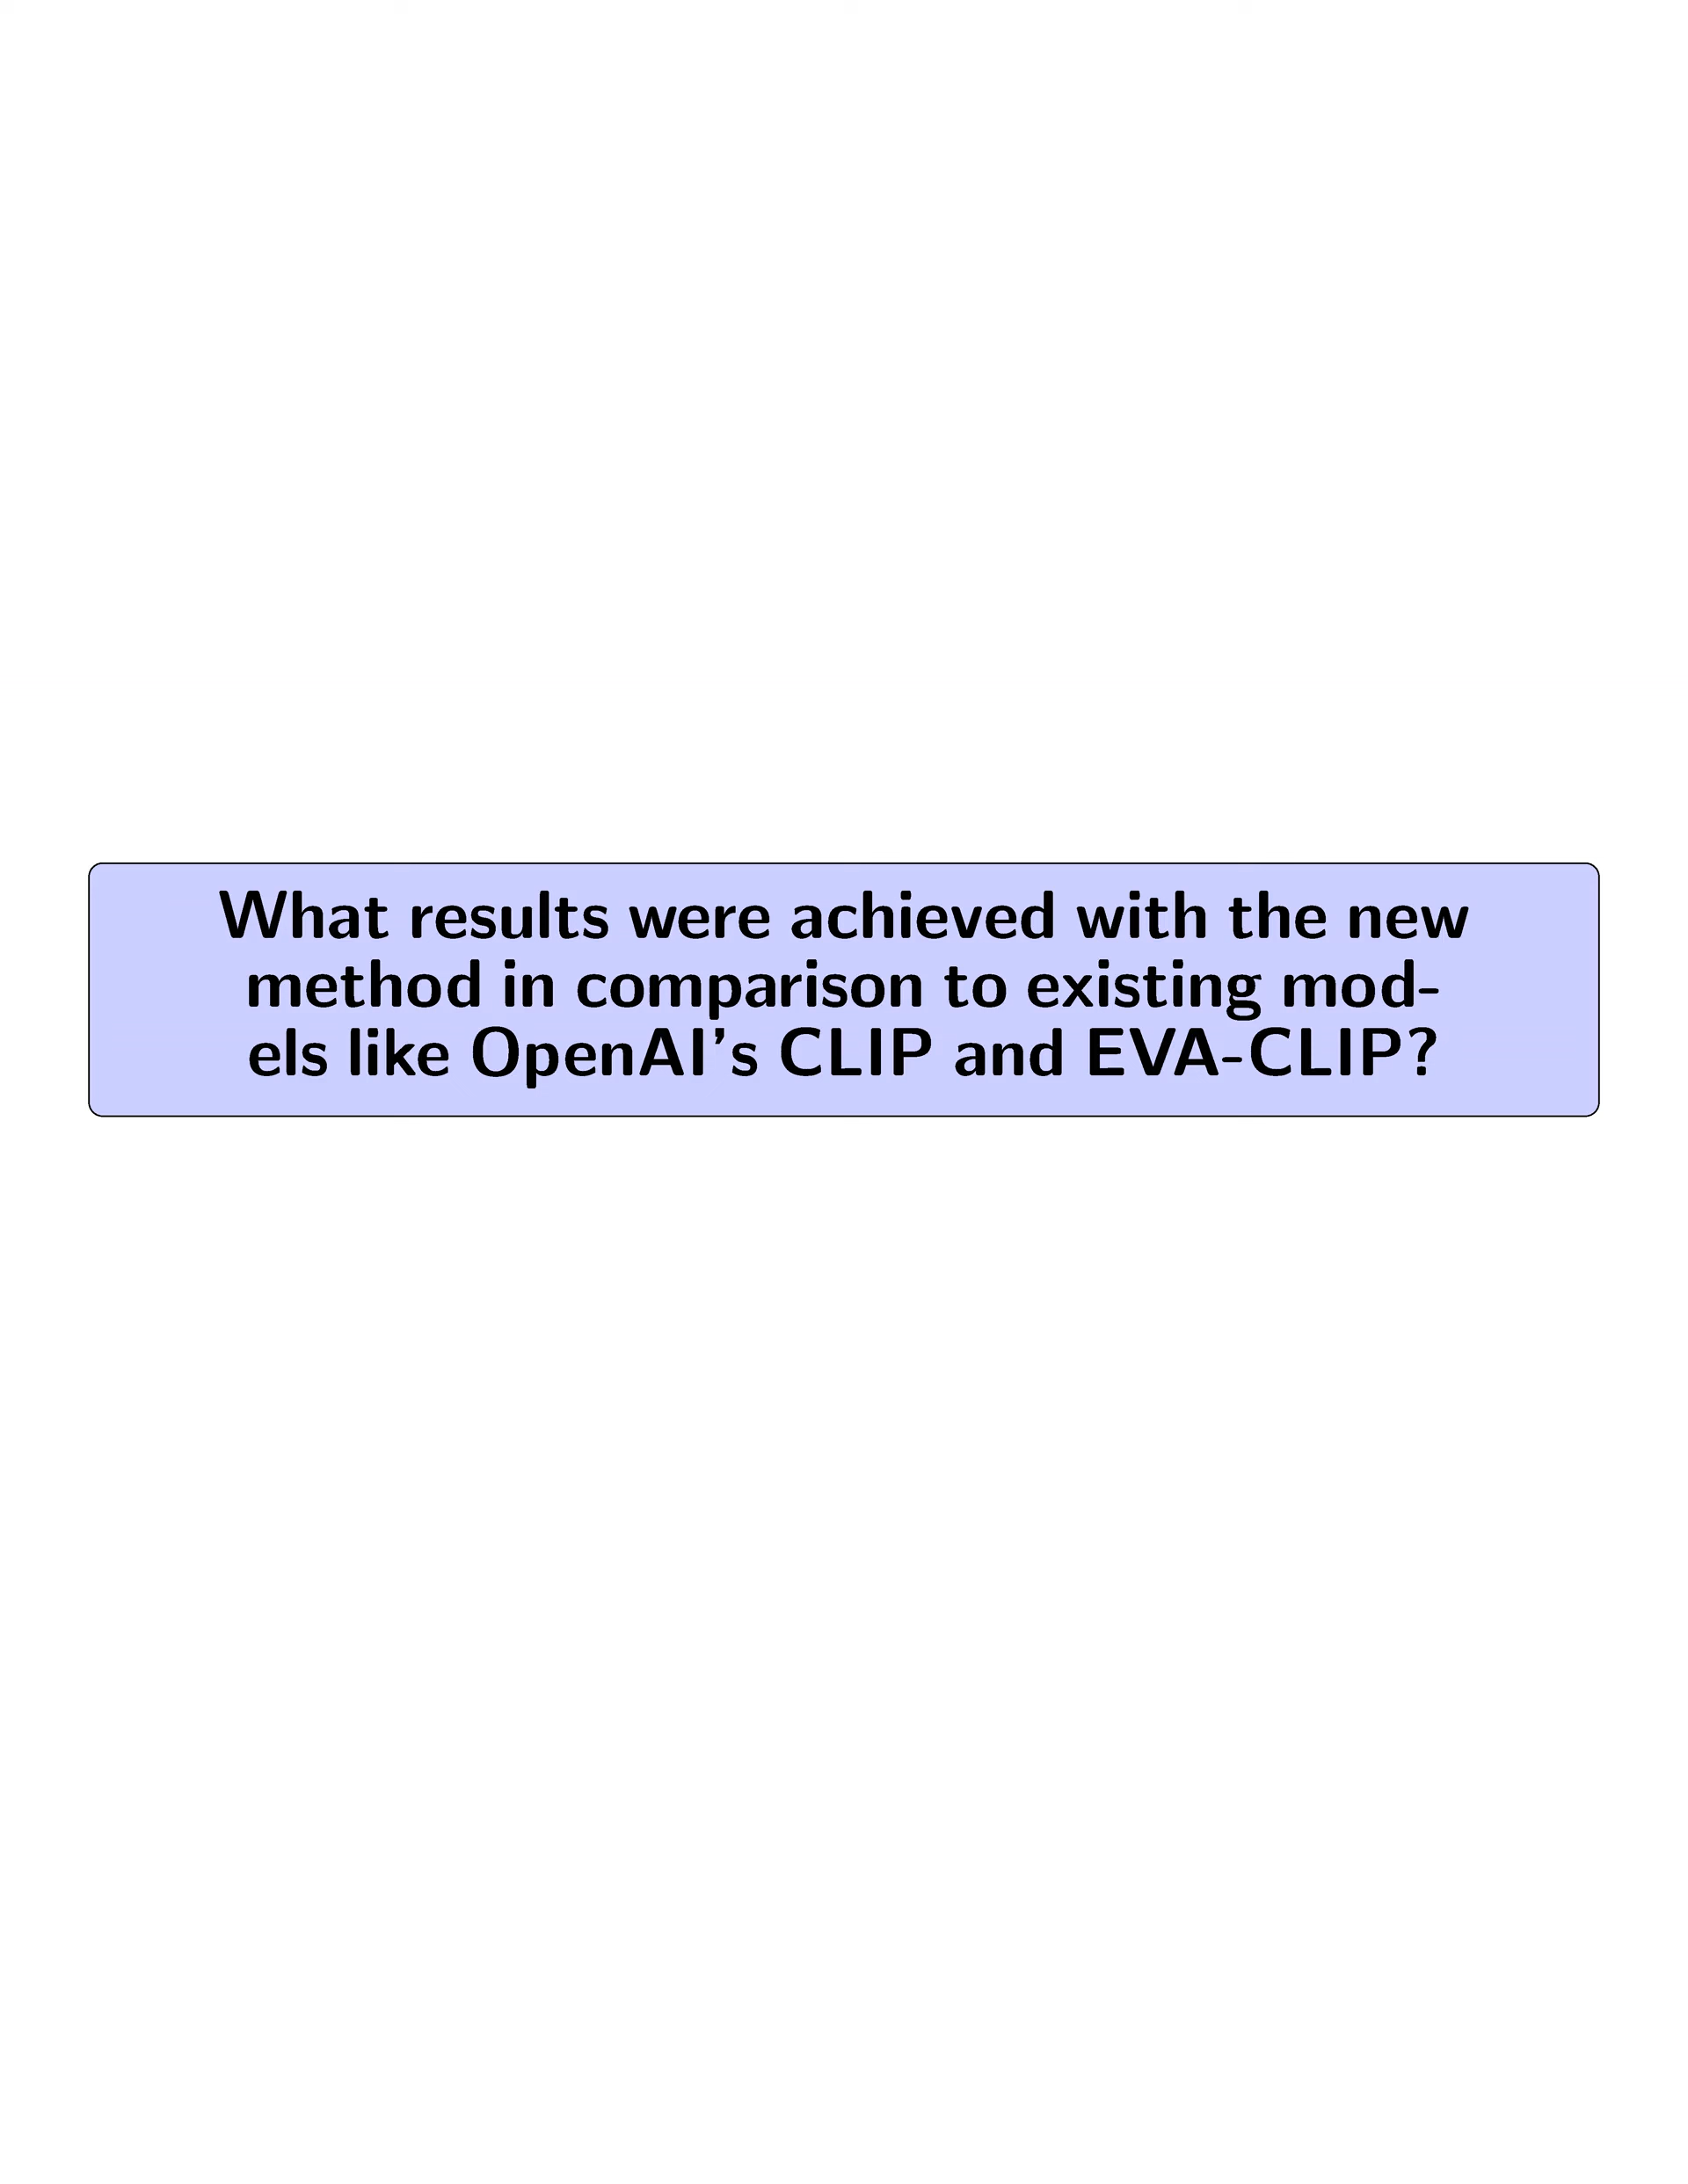 What results were achieved with the new
method in comparison to existing mod-
els like OpenAI's CLIP and EVA-CLIP?